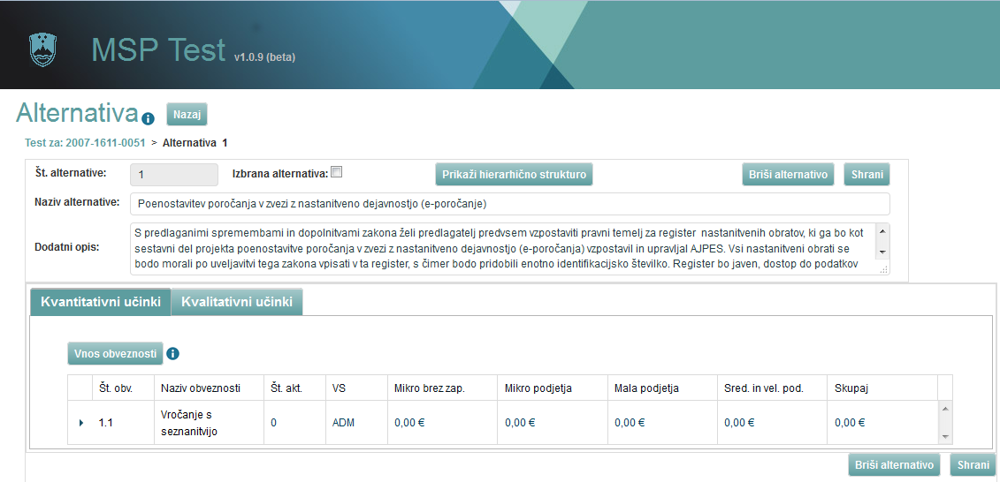 MSP Test v1.0.9 (beta)
Alternativa
Nazaj
Test za: 2007-1611-0051 > Alternativa 1
Št. alternative: 1 Izbrana alternativa: Prikaži hierarhično strukturo Briši alternativo Shrani
Naziv alternative: Poenostavitev poročanja v zvezi z nastanitveno dejavnostjo (e-poročanje)
Dodatni opis:
S predlaganimi spremembami in dopolnitvami zakona želi predlagatelj predvsem vzpostaviti pravni temelj za register nastanitvenih obratov, ki ga bo kot
sestavni del projekta poenostavitve poročanja v zvezi z nastanitveno dejavnostjo (e-poročanja) vzpostavil in upravljal AJPES. Vsi nastanitveni obrati se
bodo morali po uveljavitvi tega zakona vpisati v ta register, s čimer bodo pridobili enotno identifikacijsko številko. Register bo javen, dostop do podatkov
Kvantitativni učinki Kvalitativni učinki
Vnos obveznosti
Št. obv. Naziv obveznosti Št. akt. VS Mikro brez zap. Mikro podjetja Mala podjetja Sred. in vel. pod. Skupaj
1.1 Vročanje s seznanitvijo 0 ADM 0,00 € 0,00 € 0,00 € 0,00 € 0,00 €
Briši alternativo Shrani